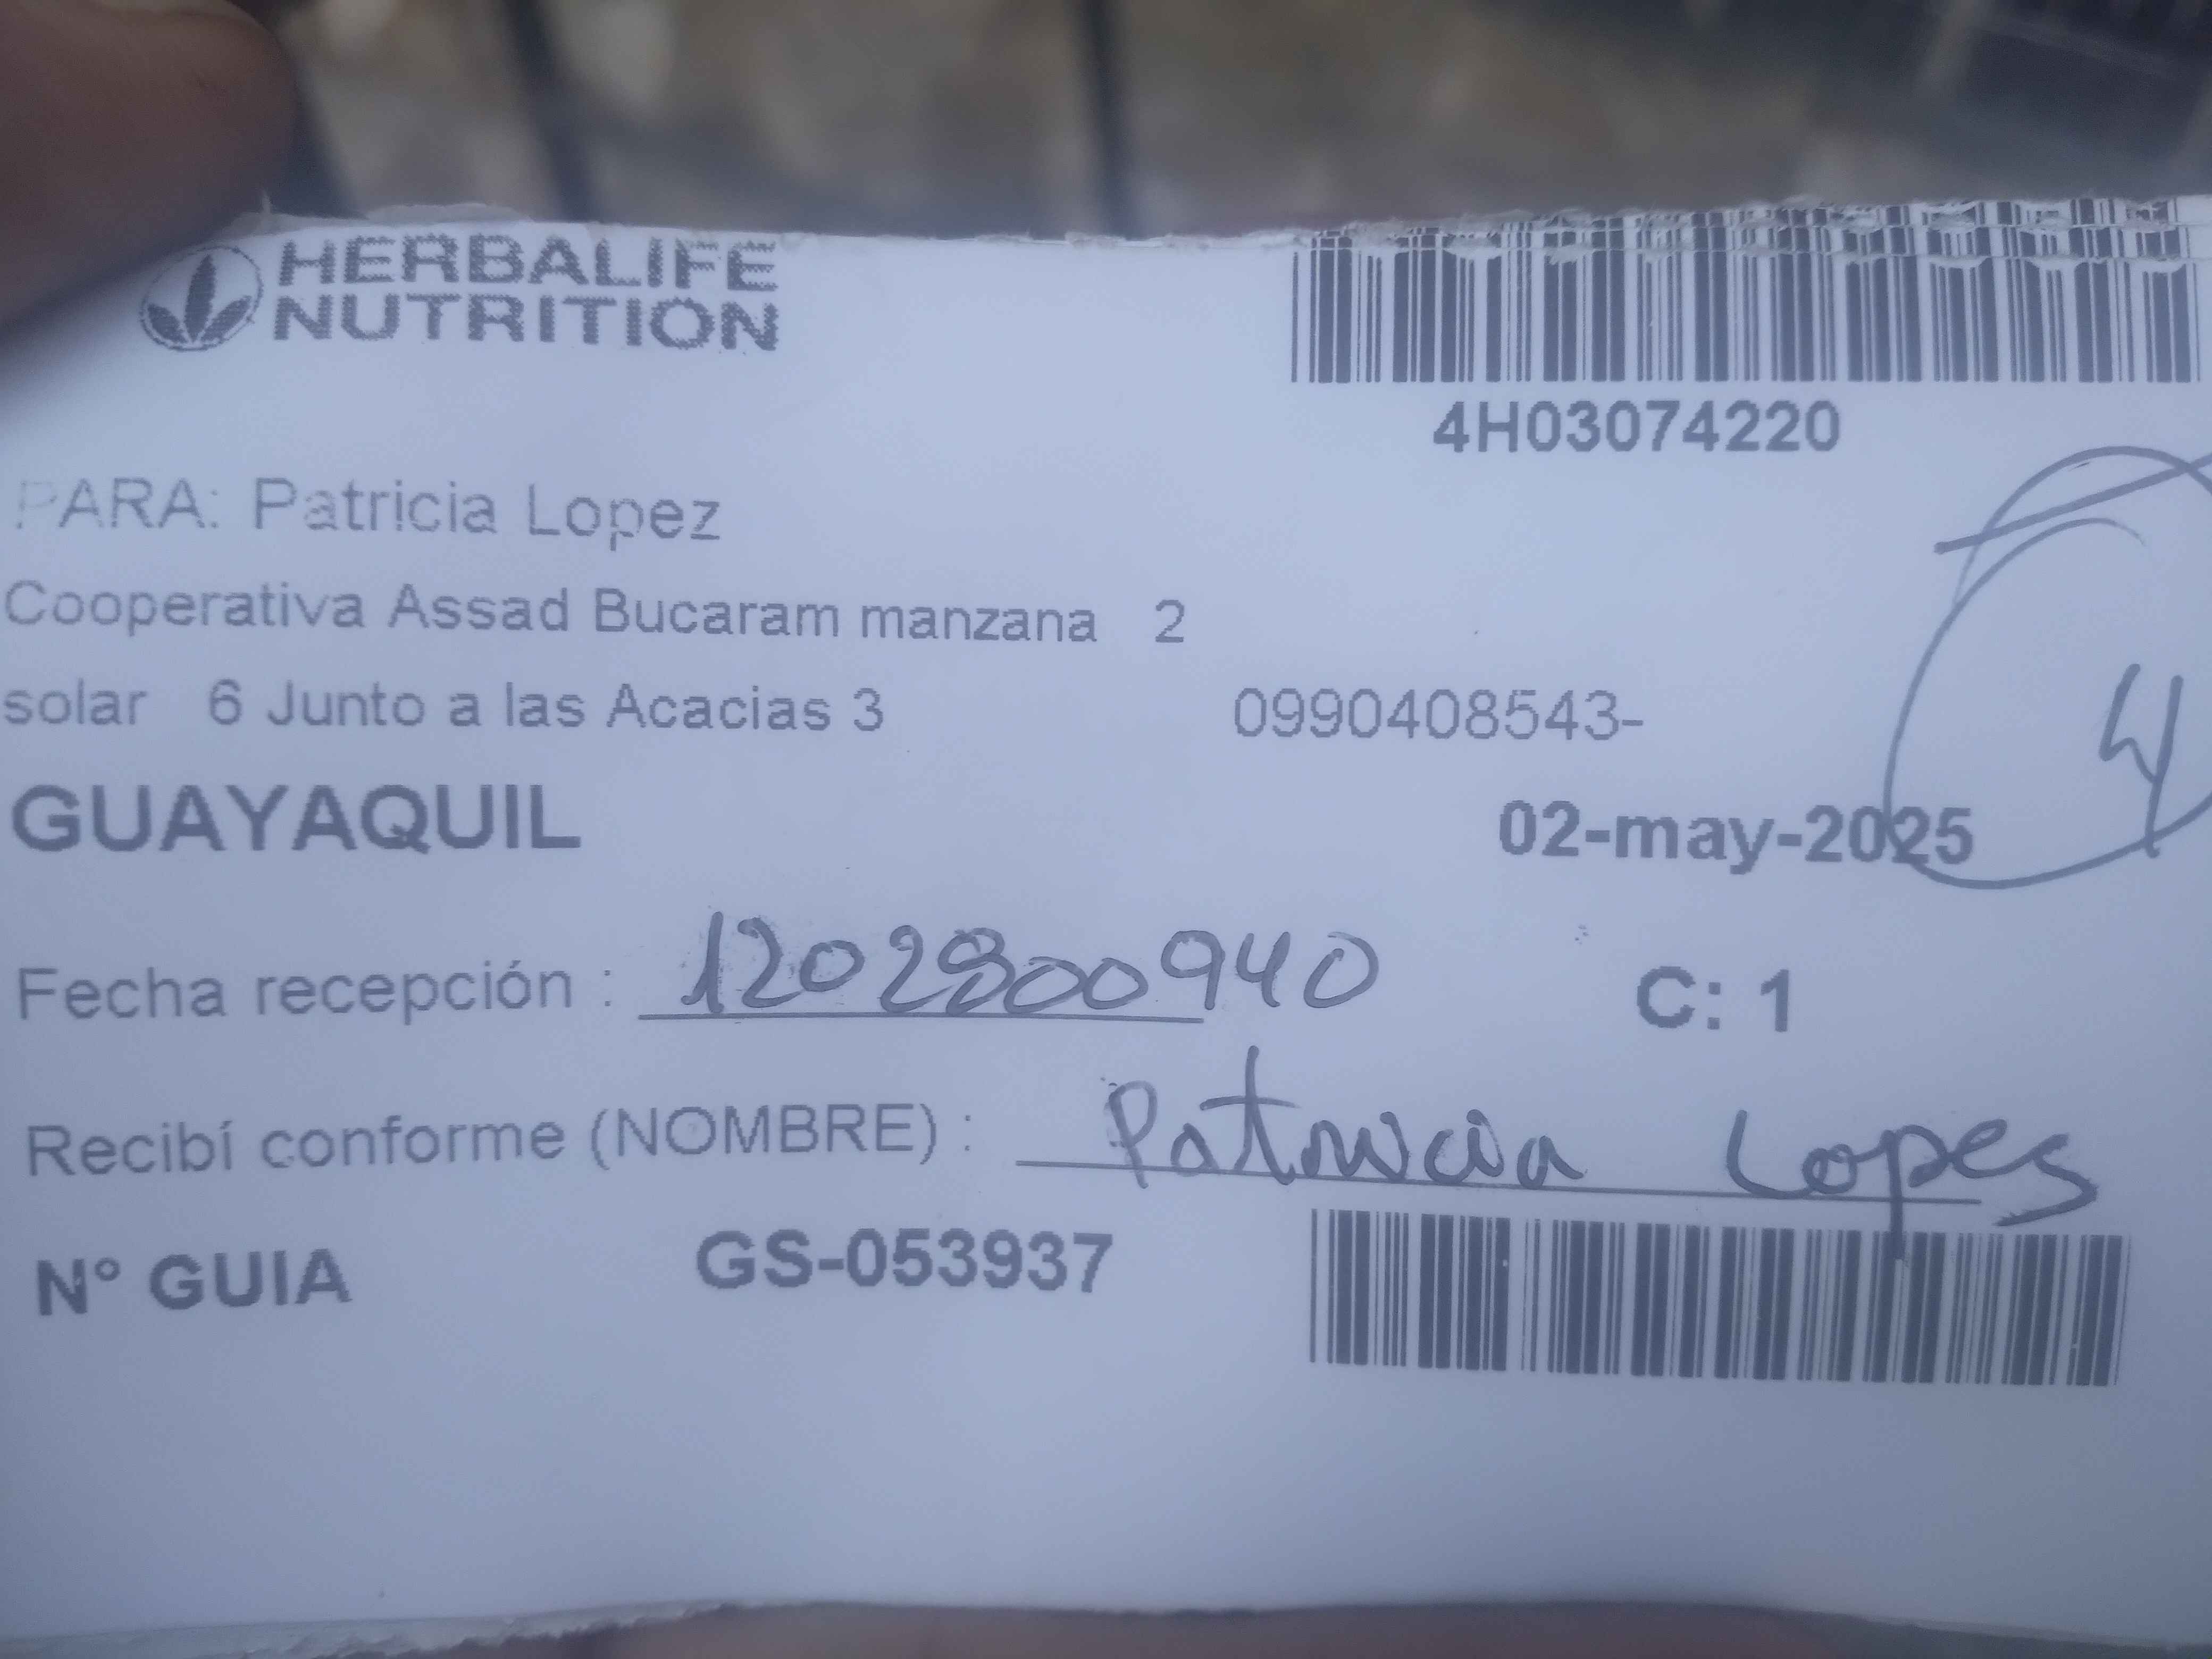 HERBALIFE
NUTRITION
4H03074220
PARA: Patricia Lopez
Cooperativa Assad Bucaram manzana 2
solar 6 Junto a las Acacias 3 0990408543-
4
GUAYAQUIL 02-may-2025
Fecha recepción : 1202800940 C: 1
Recibí conforme (NOMBRE) : Patricia Lopes
N° GUIA GS-053937